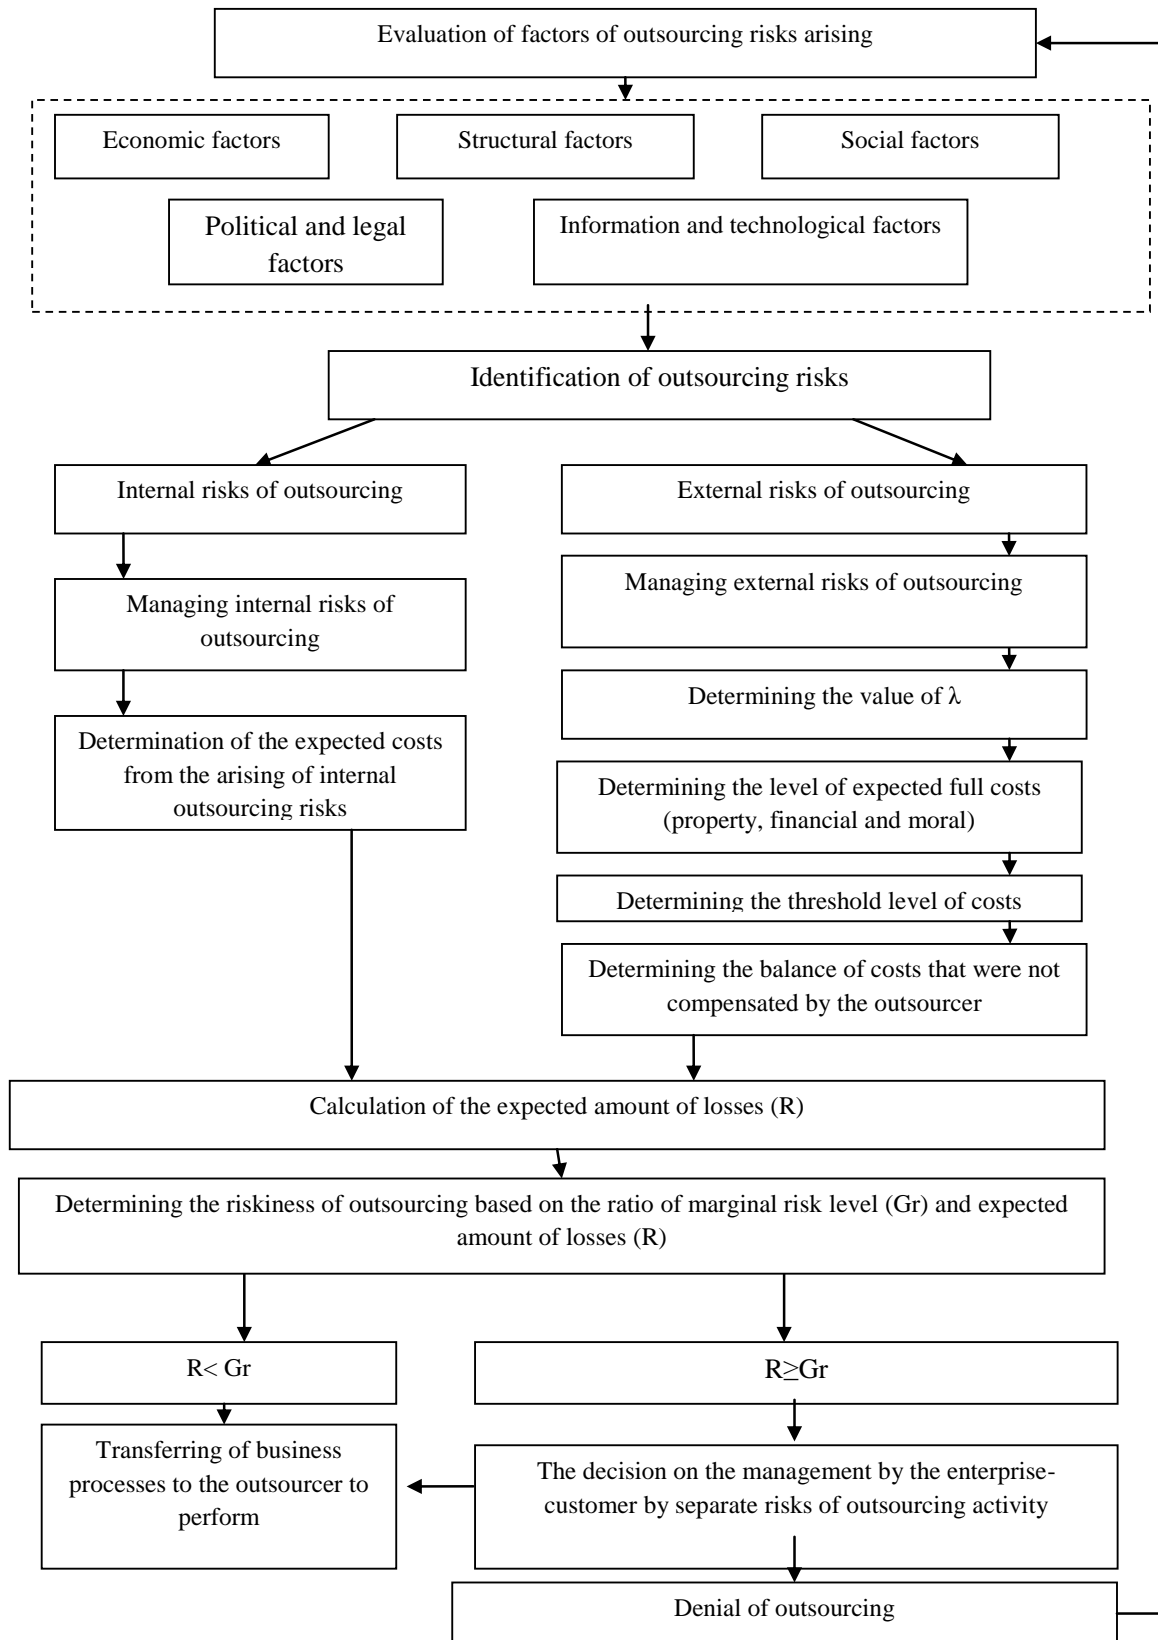 Evaluation of factors of outsourcing risks arising
Economic factors
Structural factors
Social factors
Political and legal
factors
Information and technological factors
Identification of outsourcing risks
Internal risks of outsourcing
External risks of outsourcing
Managing internal risks of
outsourcing
Managing external risks of outsourcing
Determining the value of λ
Determination of the expected costs
from the arising of internal
outsourcing risks
Determining the level of expected full costs
(property, financial and moral)
Determining the threshold level of costs
Determining the balance of costs that were not
compensated by the outsourcer
Calculation of the expected amount of losses (R)
Determining the riskiness of outsourcing based on the ratio of marginal risk level (Gr) and expected
amount of losses (R)
R< Gr
R≥Gr
Transferring of business
processes to the outsourcer to
perform
The decision on the management by the enterprise-
customer by separate risks of outsourcing activity
Denial of outsourcing